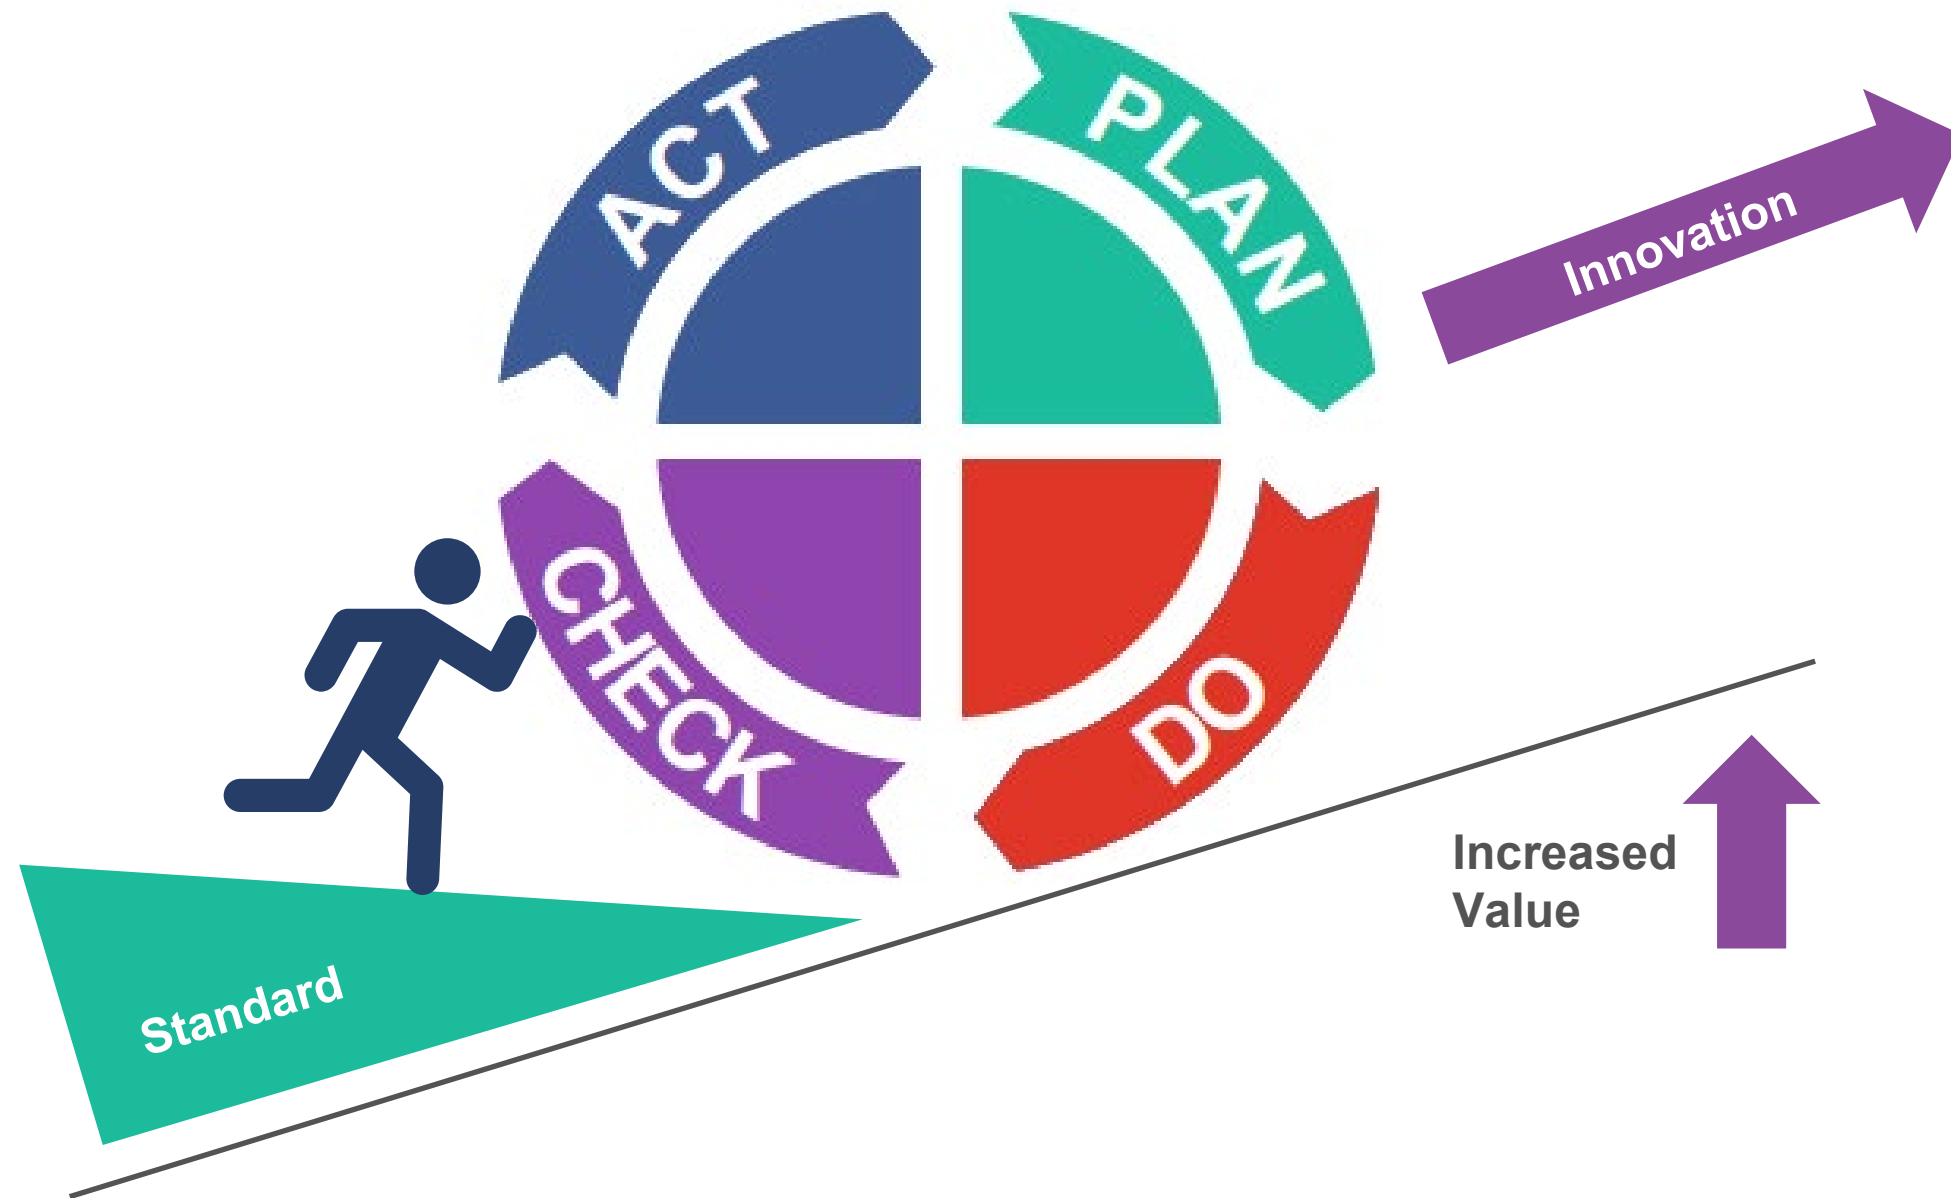 ACT
PLAN
Innovation
CHECK
DO
Increased
Value
Standard